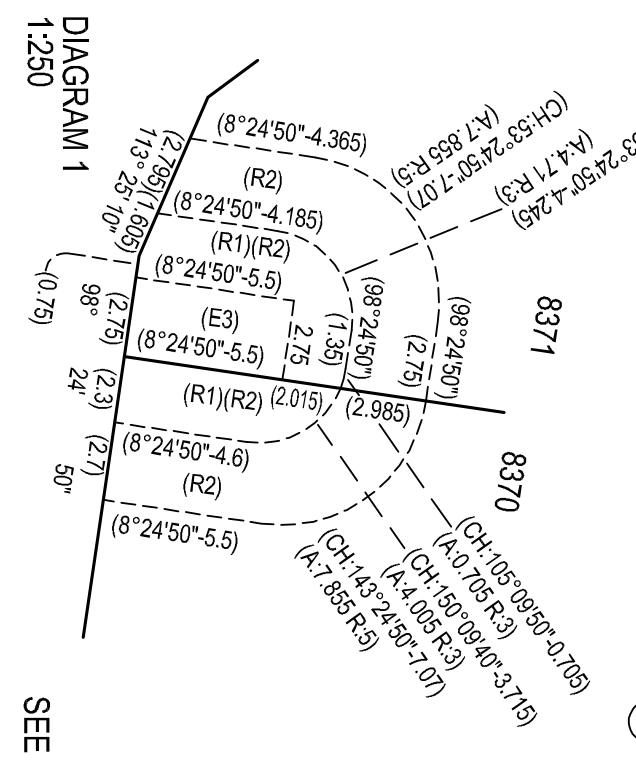 DIAGRAM 1
1:250
(CH:53°24'50"-7.07)
(A:7.855 R:5)
3°24'50"-4.245)
(A:4.71 R:3)
(8°24'50"-4.365)
(R2)
(8°24'50"-4.185)
(R1)(R2)
(8°24'50"-5.5)
(2.795)(1.605)
113° 25' 10"
(E3)
(8°24'50"-5.5)
2.75
(98°24'50")
(1.35)
(98°24'50")
(2.75)
8371
(0.75)
(2.75)
98°
(2.3)
24'
(2.7)
50"
(R1)(R2)
(2.015)
(2.985)
(8°24'50"-4.6)
(R2)
(8°24'50"-5.5)
8370
(CH:105°09'50"-0.705)
(A:0.705 R:3)
(CH:150°09'40"-3.715)
(A:4.005 R:3)
(CH:143°24'50"-7.07)
(A:7.855 R:5)
SEE